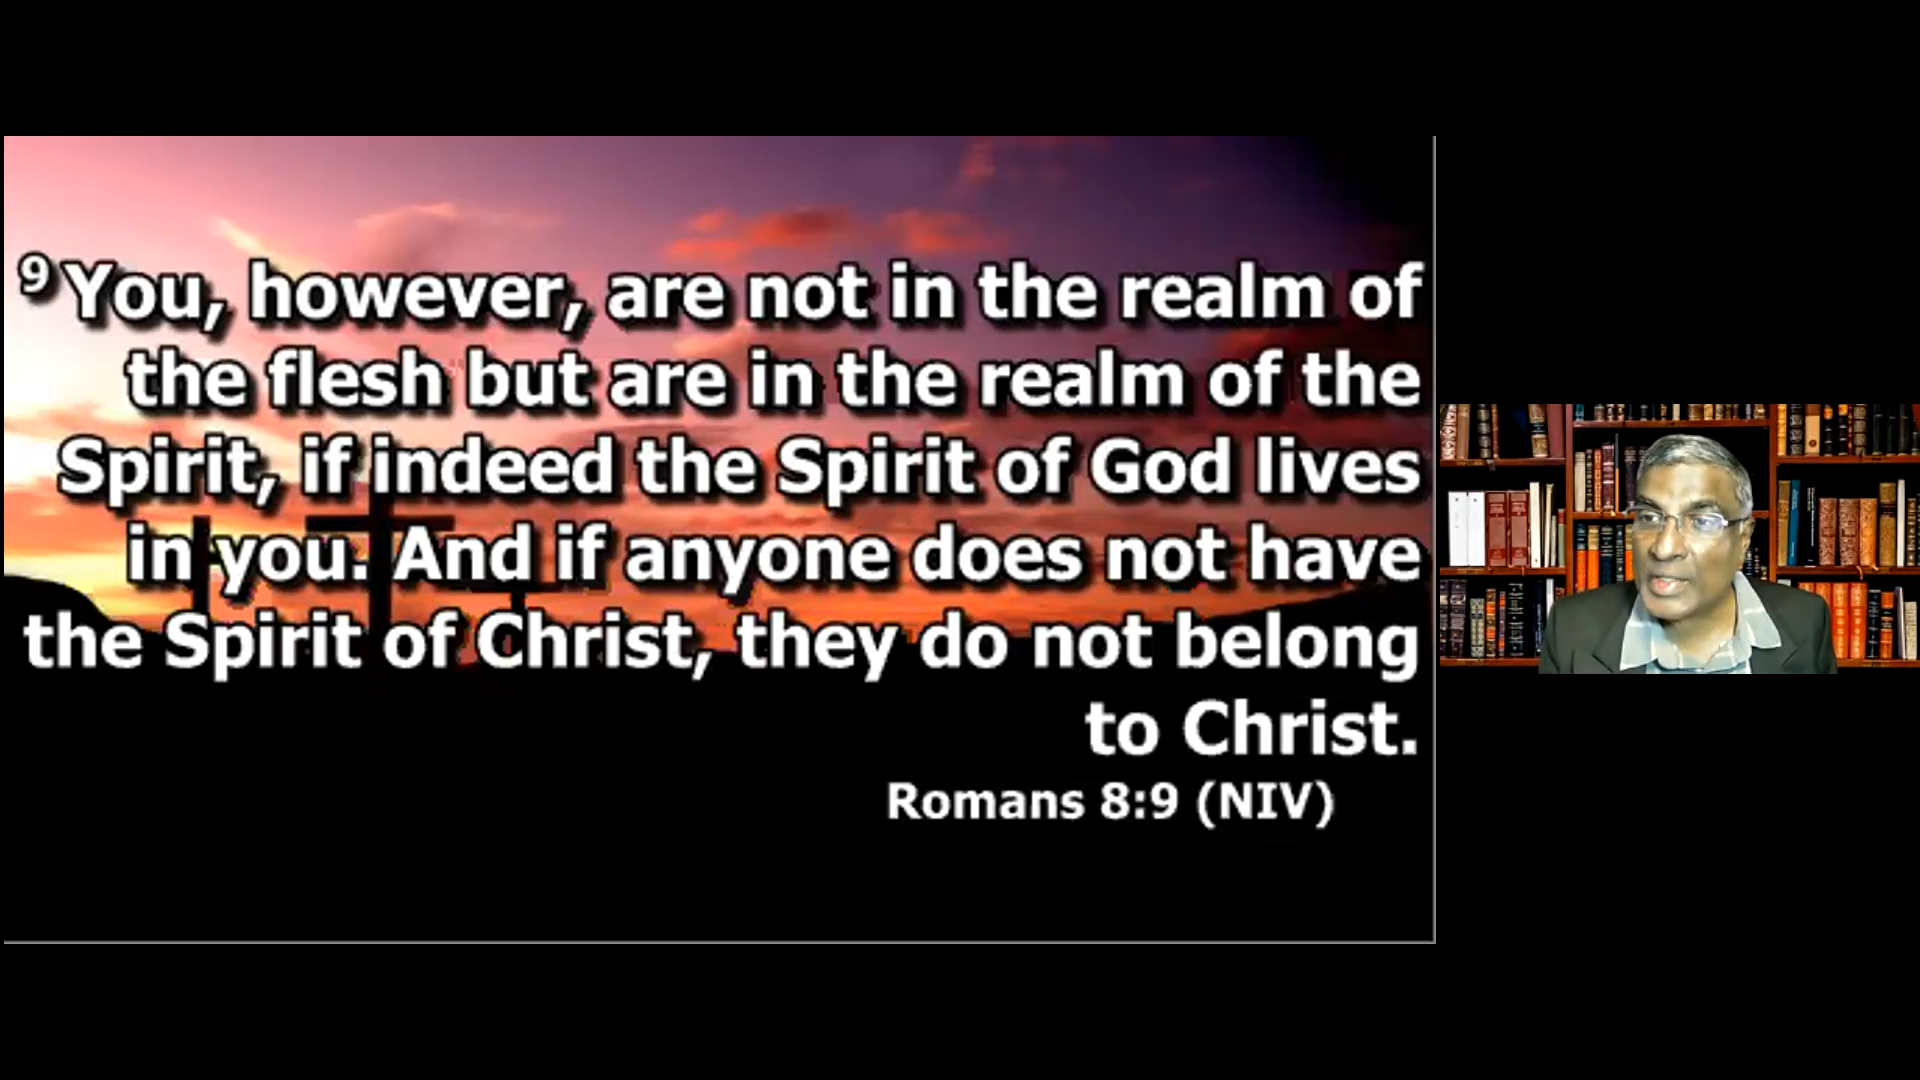 9 You, however, are not in the realm of
the flesh but are in the realm of the
Spirit, if indeed the Spirit of God lives
in you. And if anyone does not have
the Spirit of Christ, they do not belong
to Christ.
Romans 8:9 (NIV)